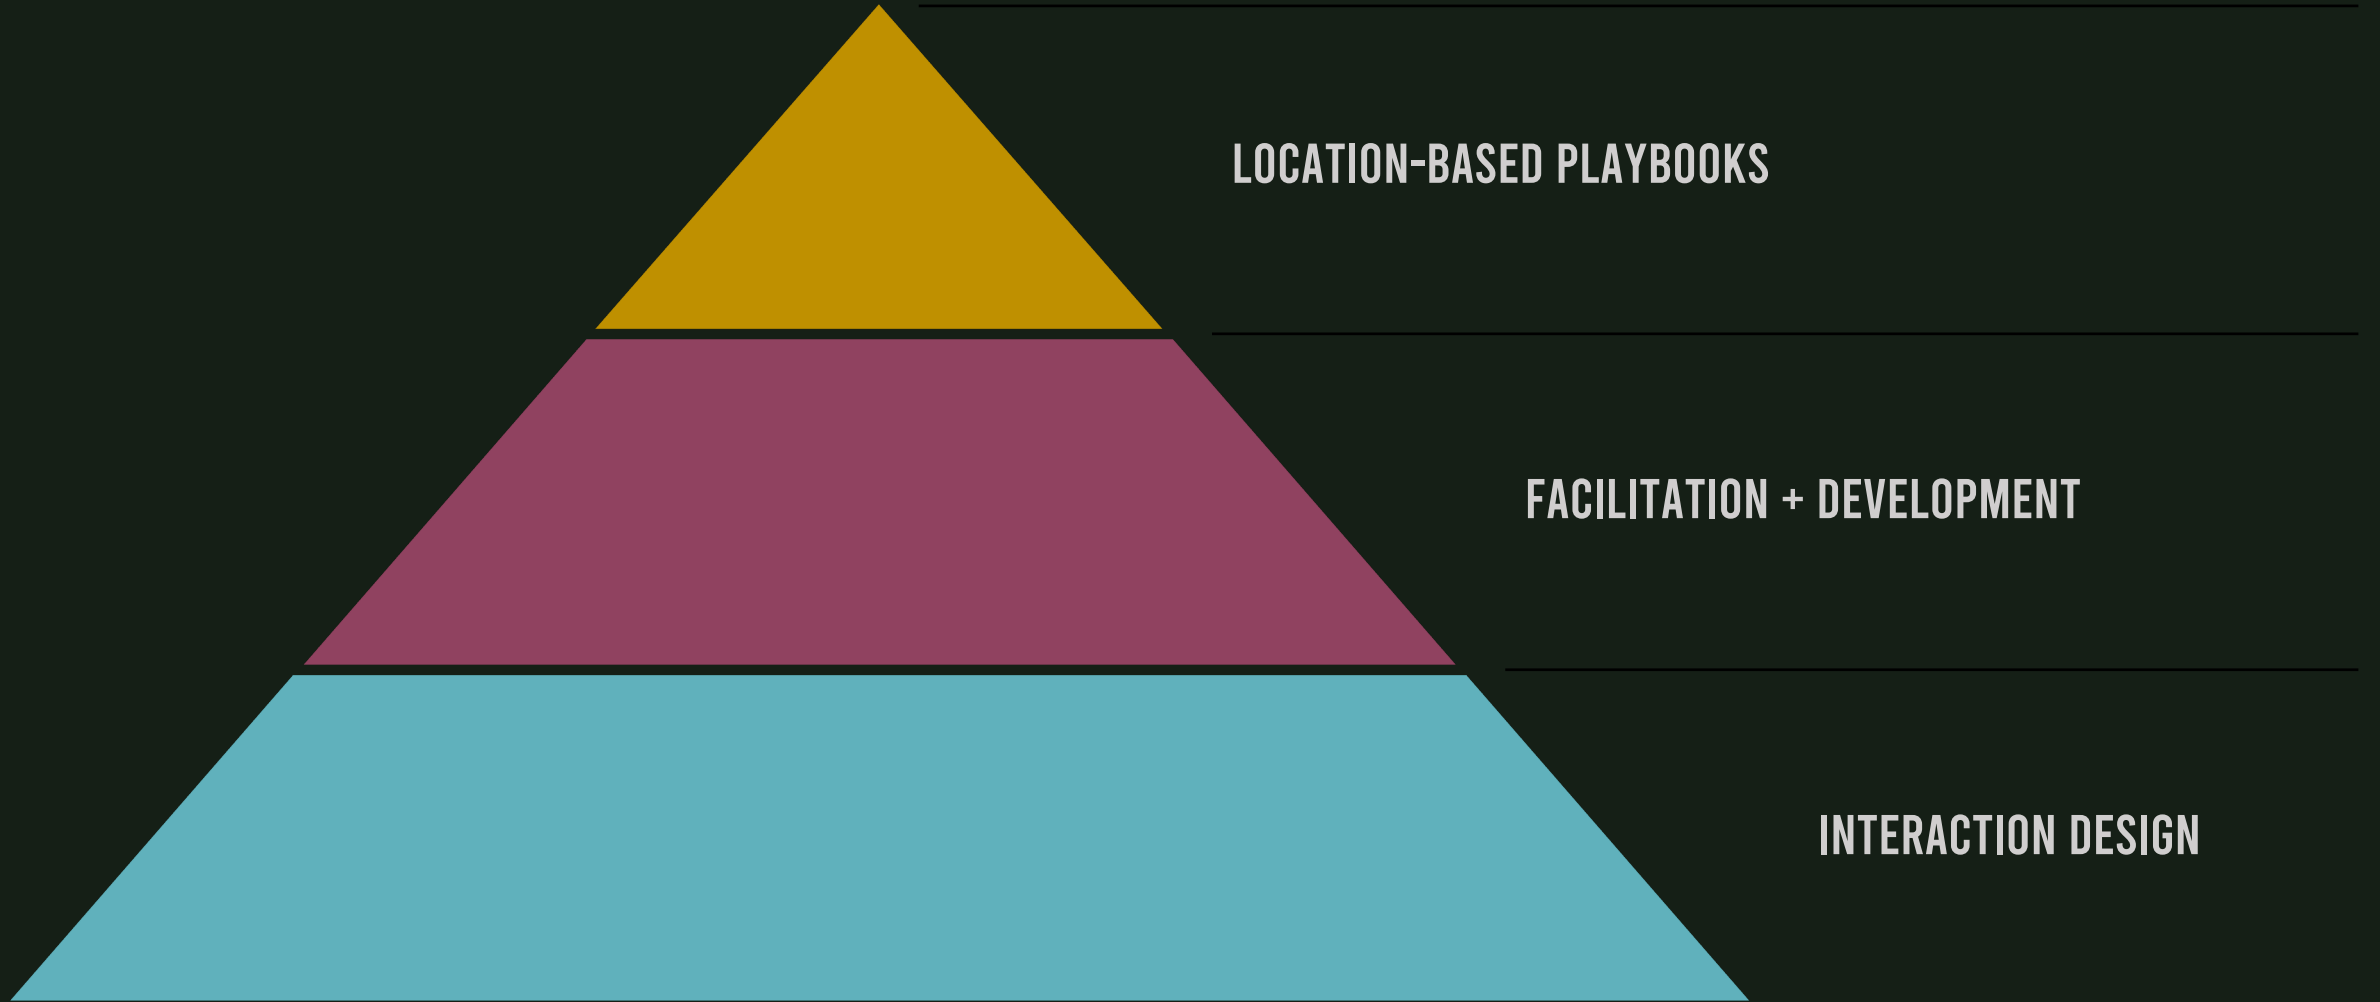 LOCATION-BASED PLAYBOOKS
FACILITATION + DEVELOPMENT
INTERACTION DESIGN